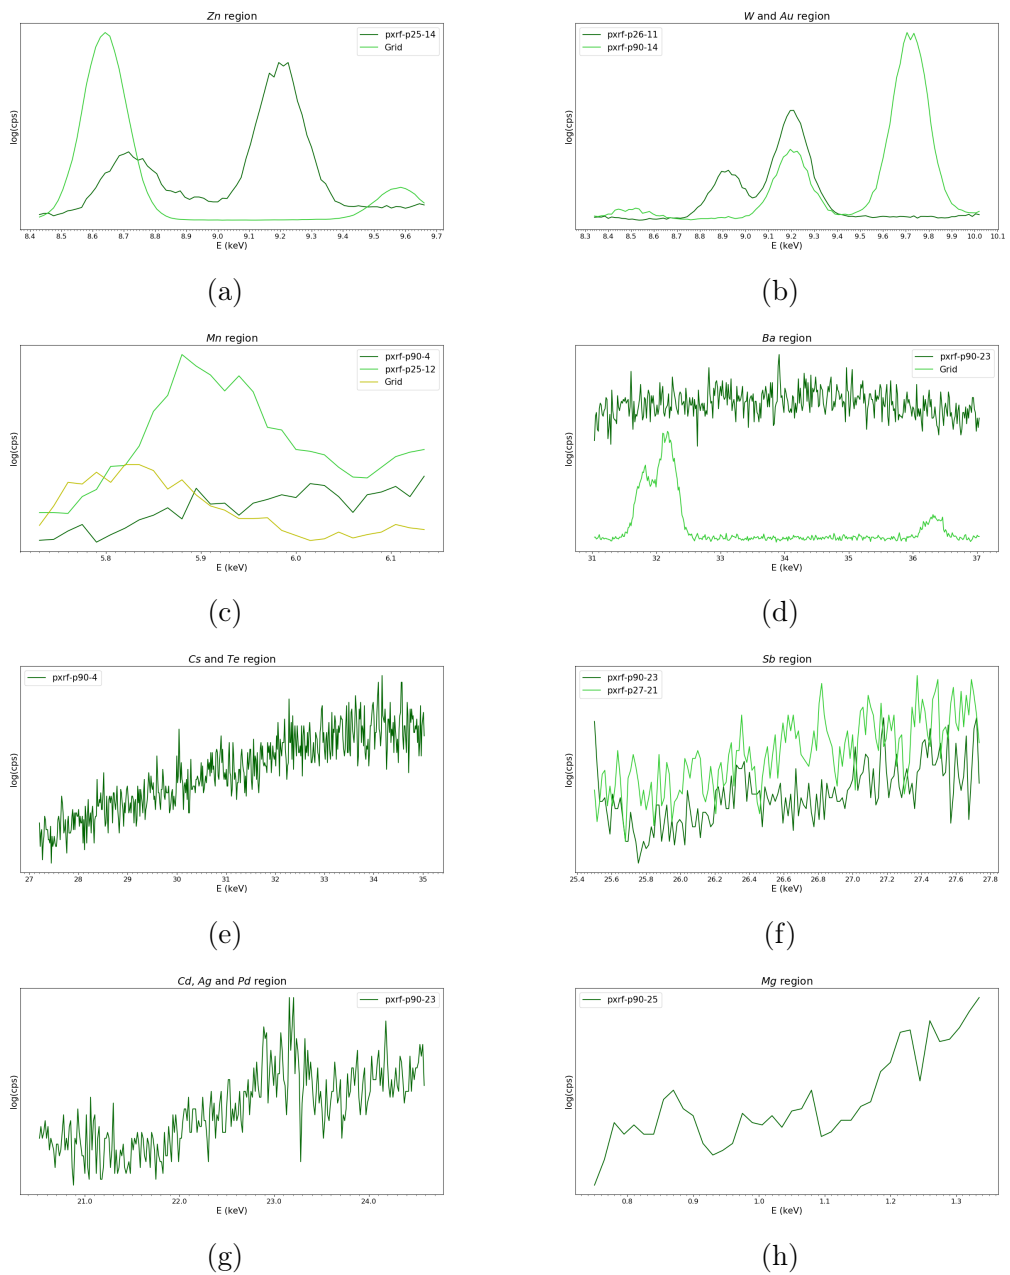 Zn region
log(cps)
pxrf-p25-14
Grid
8.4 8.5 8.6 8.7 8.8 8.9 9.0 9.1 9.2 9.3 9.4 9.5 9.6 9.7
E (keV)
(a)
W and Au region
log(cps)
pxrf-p26-11
pxrf-p90-14
8.3 8.4 8.5 8.6 8.7 8.8 8.9 9.0 9.1 9.2 9.3 9.4 9.5 9.6 9.7 9.8 9.9 10.0 10.1
E (keV)
(b)
Mn region
log(cps)
pxrf-p90-4
pxrf-p25-12
Grid
5.8 5.9 6.0 6.1
E (keV)
(c)
Ba region
log(cps)
pxrf-p90-23
Grid
31 32 33 34 35 36 37
E (keV)
(d)
Cs and Te region
log(cps)
pxrf-p90-4
27 28 29 30 31 32 33 34 35
E (keV)
(e)
Sb region
log(cps)
pxrf-p90-23
pxrf-p27-21
25.4 25.6 25.8 26.0 26.2 26.4 26.6 26.8 27.0 27.2 27.4 27.6 27.8
E (keV)
(f)
Cd, Ag and Pd region
log(cps)
pxrf-p90-23
21.0 22.0 23.0 24.0
E (keV)
(g)
Mg region
log(cps)
pxrf-p90-25
0.8 0.9 1.0 1.1 1.2 1.3
E (keV)
(h)